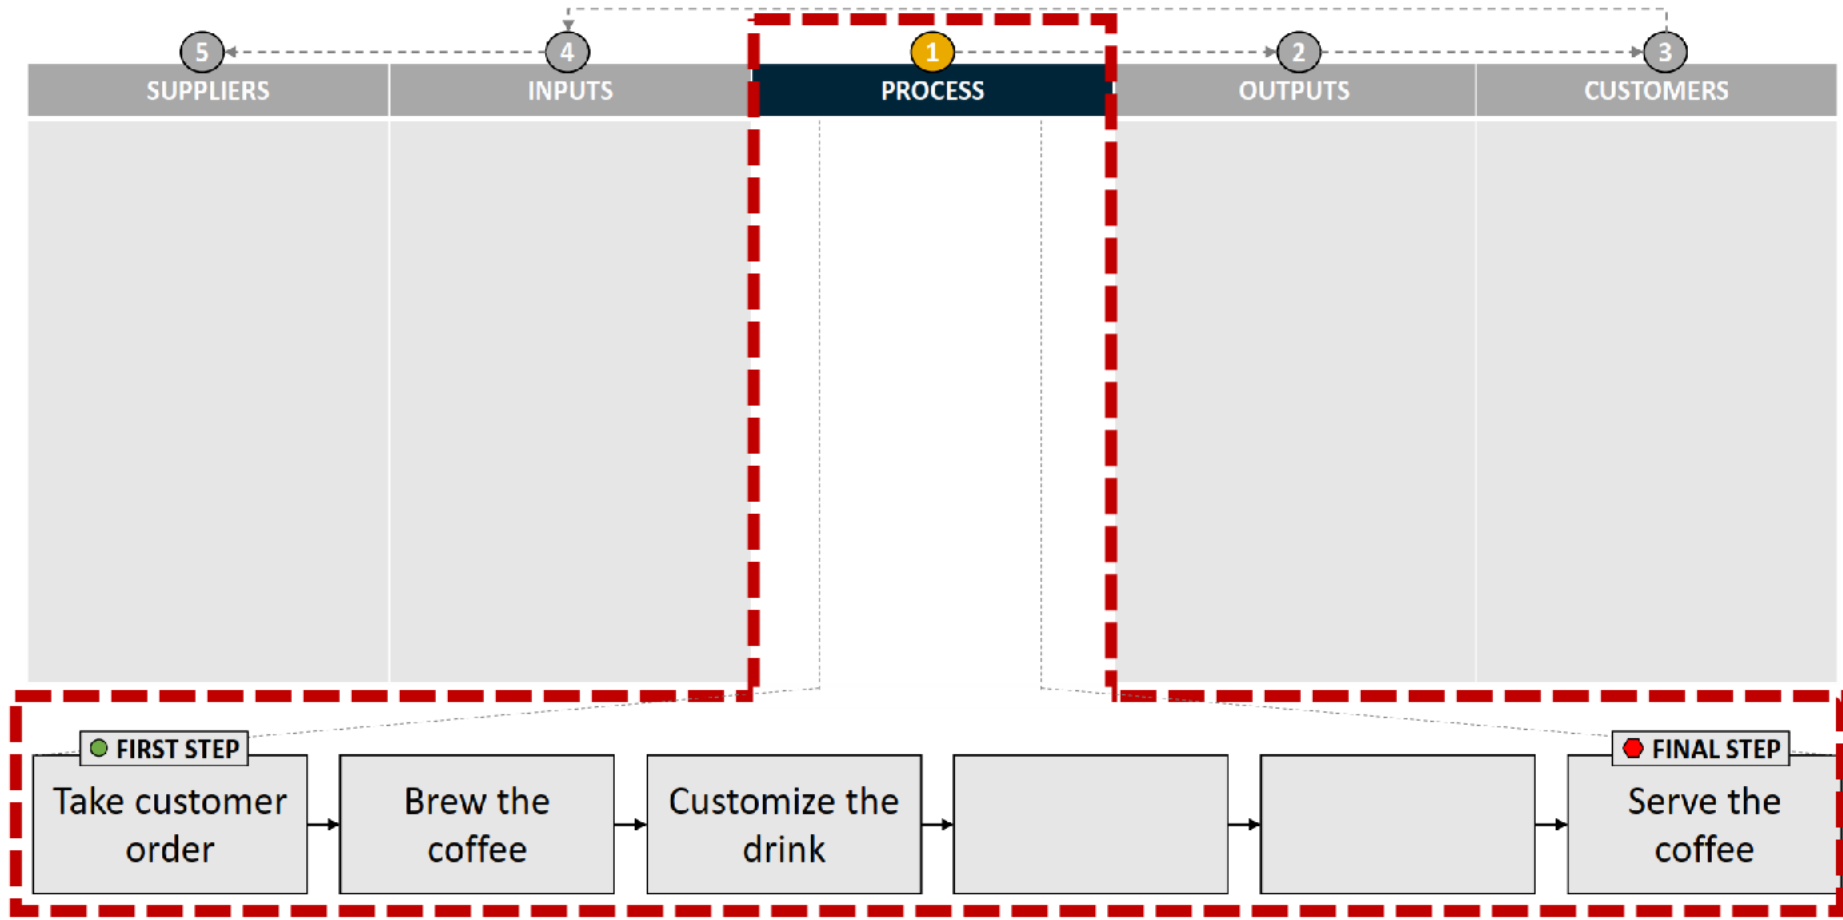 5
4
1
2
3
SUPPLIERS
INPUTS
PROCESS
OUTPUTS
CUSTOMERS
FIRST STEP
Take customer
order
Brew the
coffee
Customize the
drink
FINAL STEP
Serve the
coffee